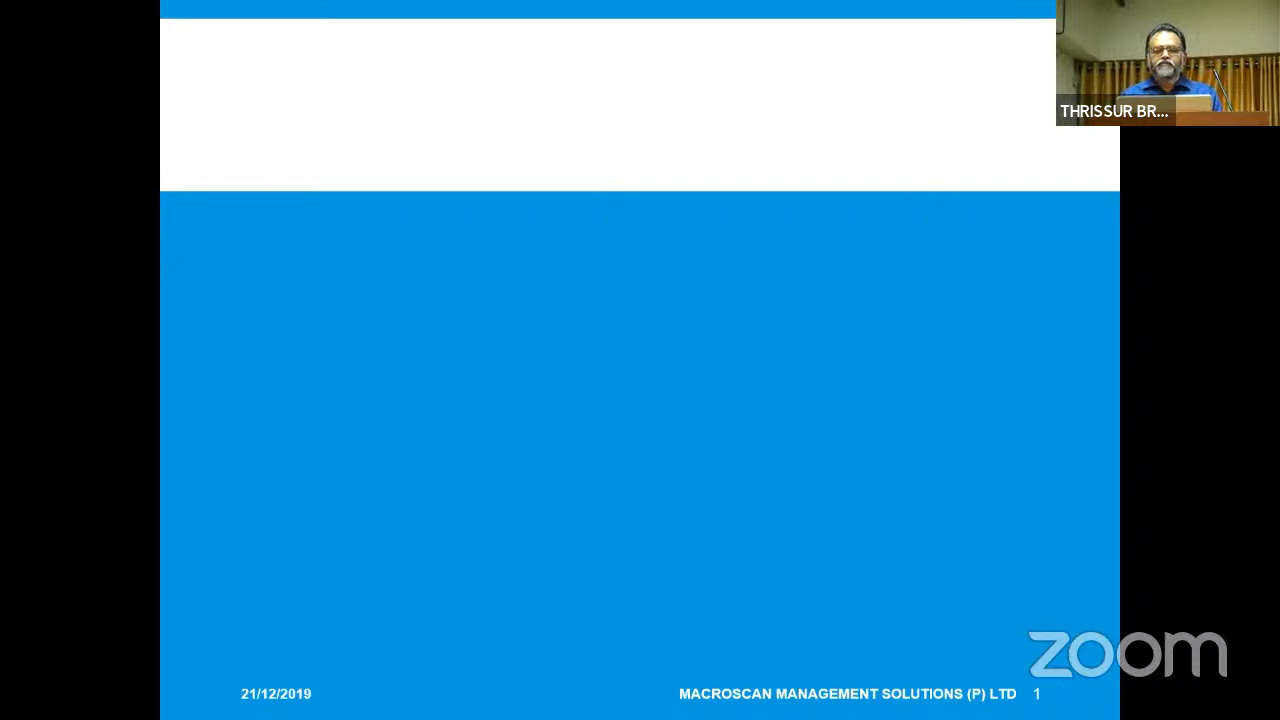 THRISSUR BR...
zoom
21/12/2019 MACROSCAN MANAGEMENT SOLUTIONS (P) LTD 1